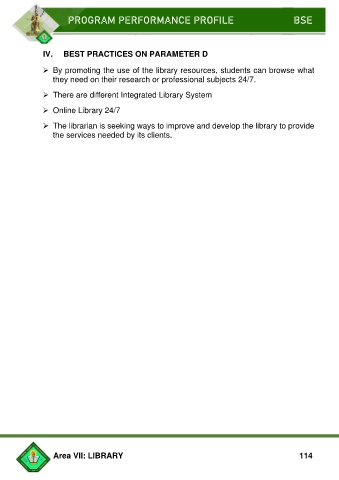 PROGRAM PERFORMANCE PROFILE BSE
IV. BEST PRACTICES ON PARAMETER D
➢ By promoting the use of the library resources, students can browse what
they need on their research or professional subjects 24/7.
➢ There are different Integrated Library System
➢ Online Library 24/7
➢ The librarian is seeking ways to improve and develop the library to provide
the services needed by its clients.
Area VII: LIBRARY 114